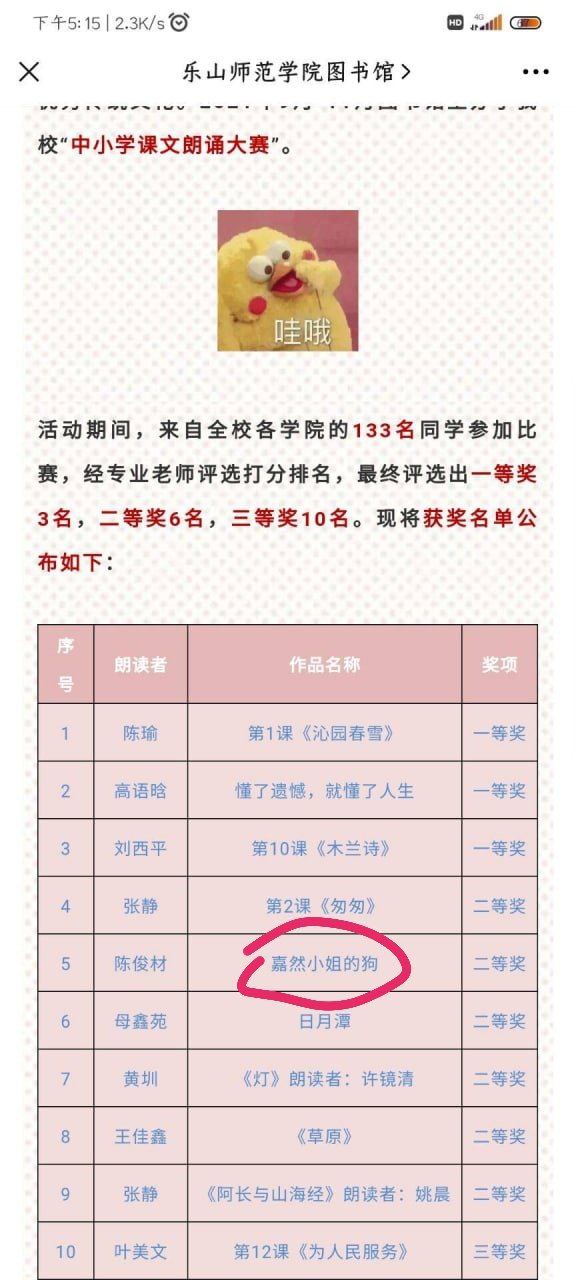 下午5:15 | 2.3K/s
HD 4G
乐山师范学院图书馆
校“中小学课文朗诵大赛”。
哇哦
活动期间，来自全校各学院的133名同学参加比
赛，经专业老师评选打分排名，最终评选出一等奖
3名，二等奖6名，三等奖10名。现将获奖名单公
布如下：
序号 朗读者 作品名称 奖项
1 陈瑜 第1课《沁园春雪》 一等奖
2 高语晗 懂了遗憾，就懂了人生 一等奖
3 刘西平 第10课《木兰诗》 一等奖
4 张静 第2课《匆匆》 二等奖
5 陈俊材 嘉然小姐的狗 二等奖
6 母鑫苑 日月潭 二等奖
7 黄圳 《灯》朗读者：许镜清 二等奖
8 王佳鑫 《草原》 二等奖
9 张静 《阿长与山海经》朗读者：姚晨 二等奖
10 叶美文 第12课《为人民服务》 三等奖